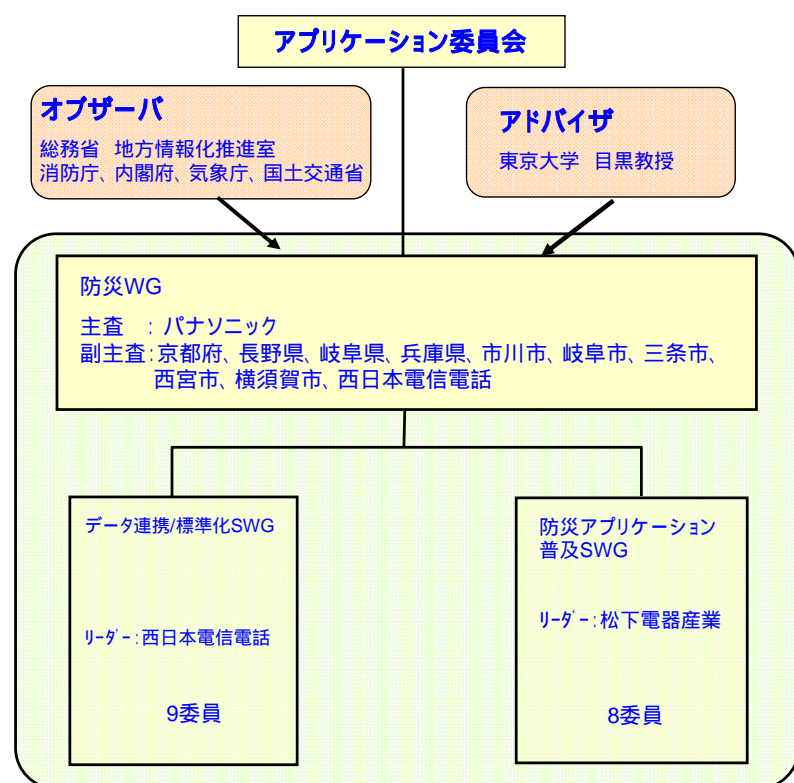 アプリケーション委員会
オブザーバ
総務省 地方情報化推進室
消防庁、内閣府、気象庁、国土交通省
アドバイザ
東京大学 目黒教授
防災WG
主査 : パナソニック
副主査:京都府、長野県、岐阜県、兵庫県、市川市、岐阜市、三条市、
西宮市、横須賀市、西日本電信電話
データ連携/標準化SWG
リーダー:西日本電信電話
9委員
防災アプリケーション
普及SWG
リーダー:松下電器産業
8委員